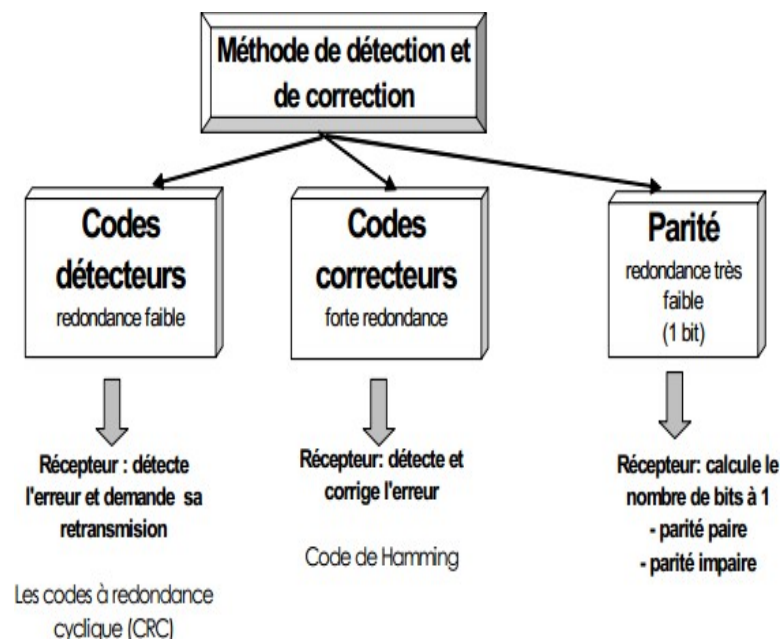 Méthode de détection et
de correction
Codes
détecteurs
redondance faible
Codes
correcteurs
forte redondance
Parité
redondance très
faible
(1 bit)
Récepteur : détecte
l'erreur et demande sa
retransmision
Les codes à redondance
cyclique (CRC)
Récepteur: détecte et
corrige l'erreur
Code de Hamming
Récepteur: calcule le
nombre de bits à 1
- parité paire
- parité impaire